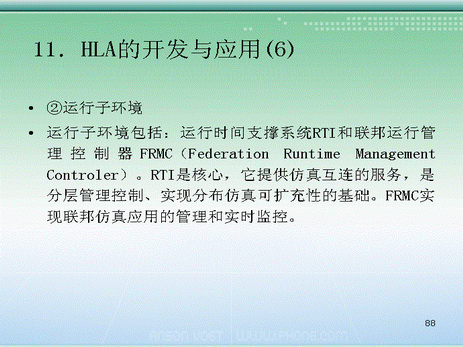 11. HLA的开发与应用(6)
• ②运行子环境
• 运行子环境包括：运行时间支撑系统RTI和联邦运行管
理控制器FRMC（Federation Runtime Management
Controler）。RTI是核心，它提供仿真互连的服务，是
分层管理控制、实现分布仿真可扩充性的基础。FRMC实
现联邦仿真应用的管理和实时监控。
88